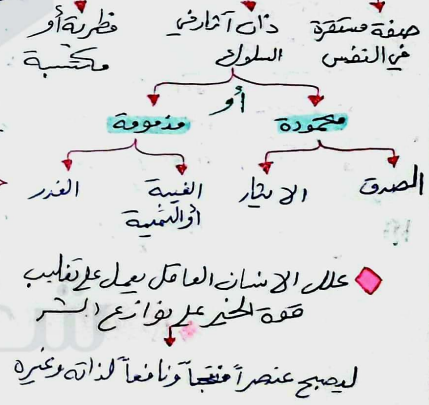 صفة مستقرة ذات آثار في فطرية أو
في النفس السلوك مكتسبة
أو
محمودة مذمومة
الصدق الايثار الغيبة الغدر
أو النميمة
علل الانسان العاقل يعمل على تغليب
قوة الخير على نوازع الشر
ليصبح عنصراً منتجاً ونافعاً لذاته وغيره